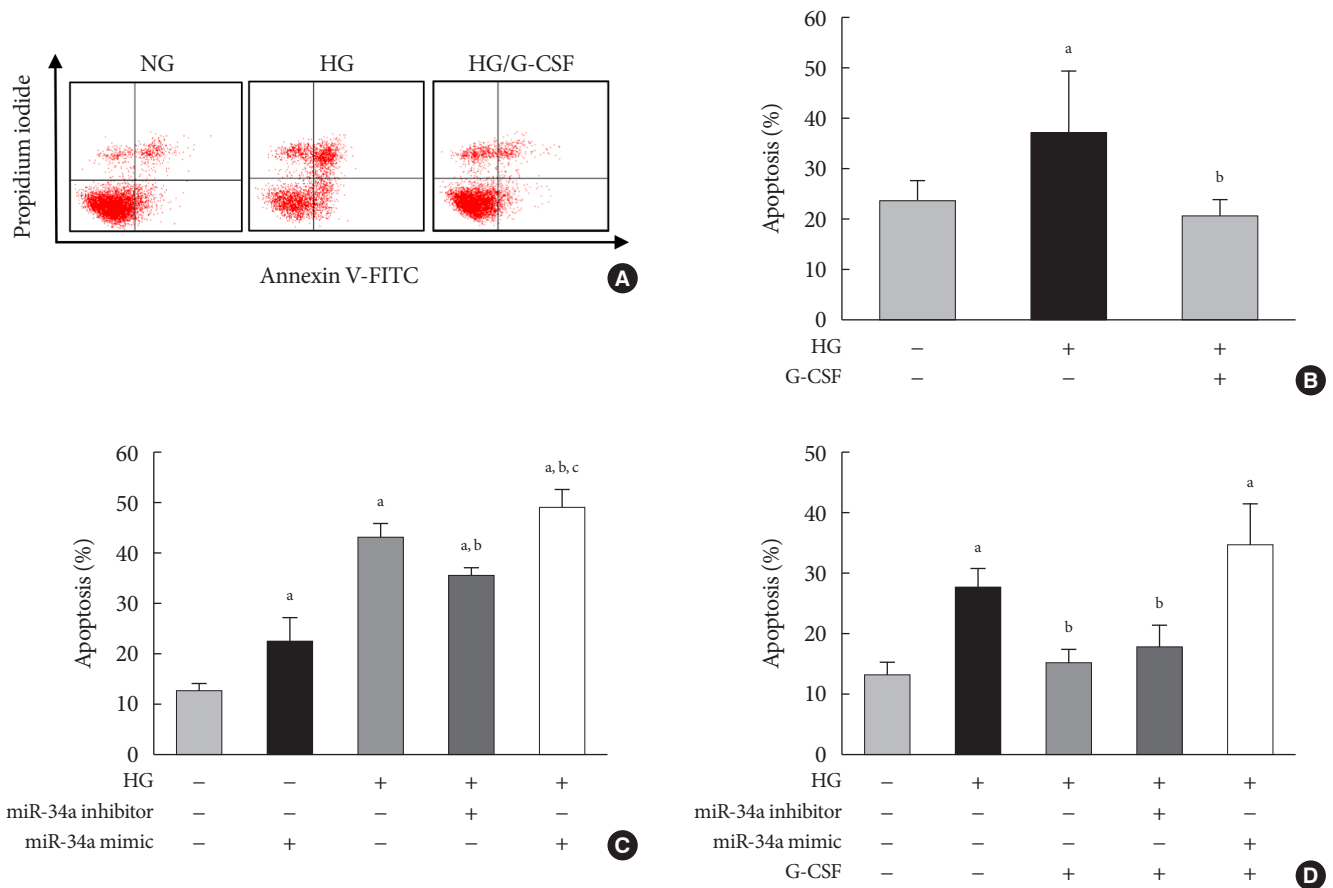 NG HG HG/G-CSF
Propidium iodide
Annexin V-FITC
A
60
50
40
30
20
10
0
Apoptosis (%)
a
b
HG − + +
G-CSF − − +
B
60
50
40
30
20
10
0
Apoptosis (%)
a
a
a, b
a, b, c
HG − − + + +
miR-34a inhibitor − − − + −
miR-34a mimic − + − − +
C
50
40
30
20
10
0
Apoptosis (%)
a
b
b
a
HG − + + + +
miR-34a inhibitor − − − + −
miR-34a mimic − − − − +
G-CSF − − + + +
D